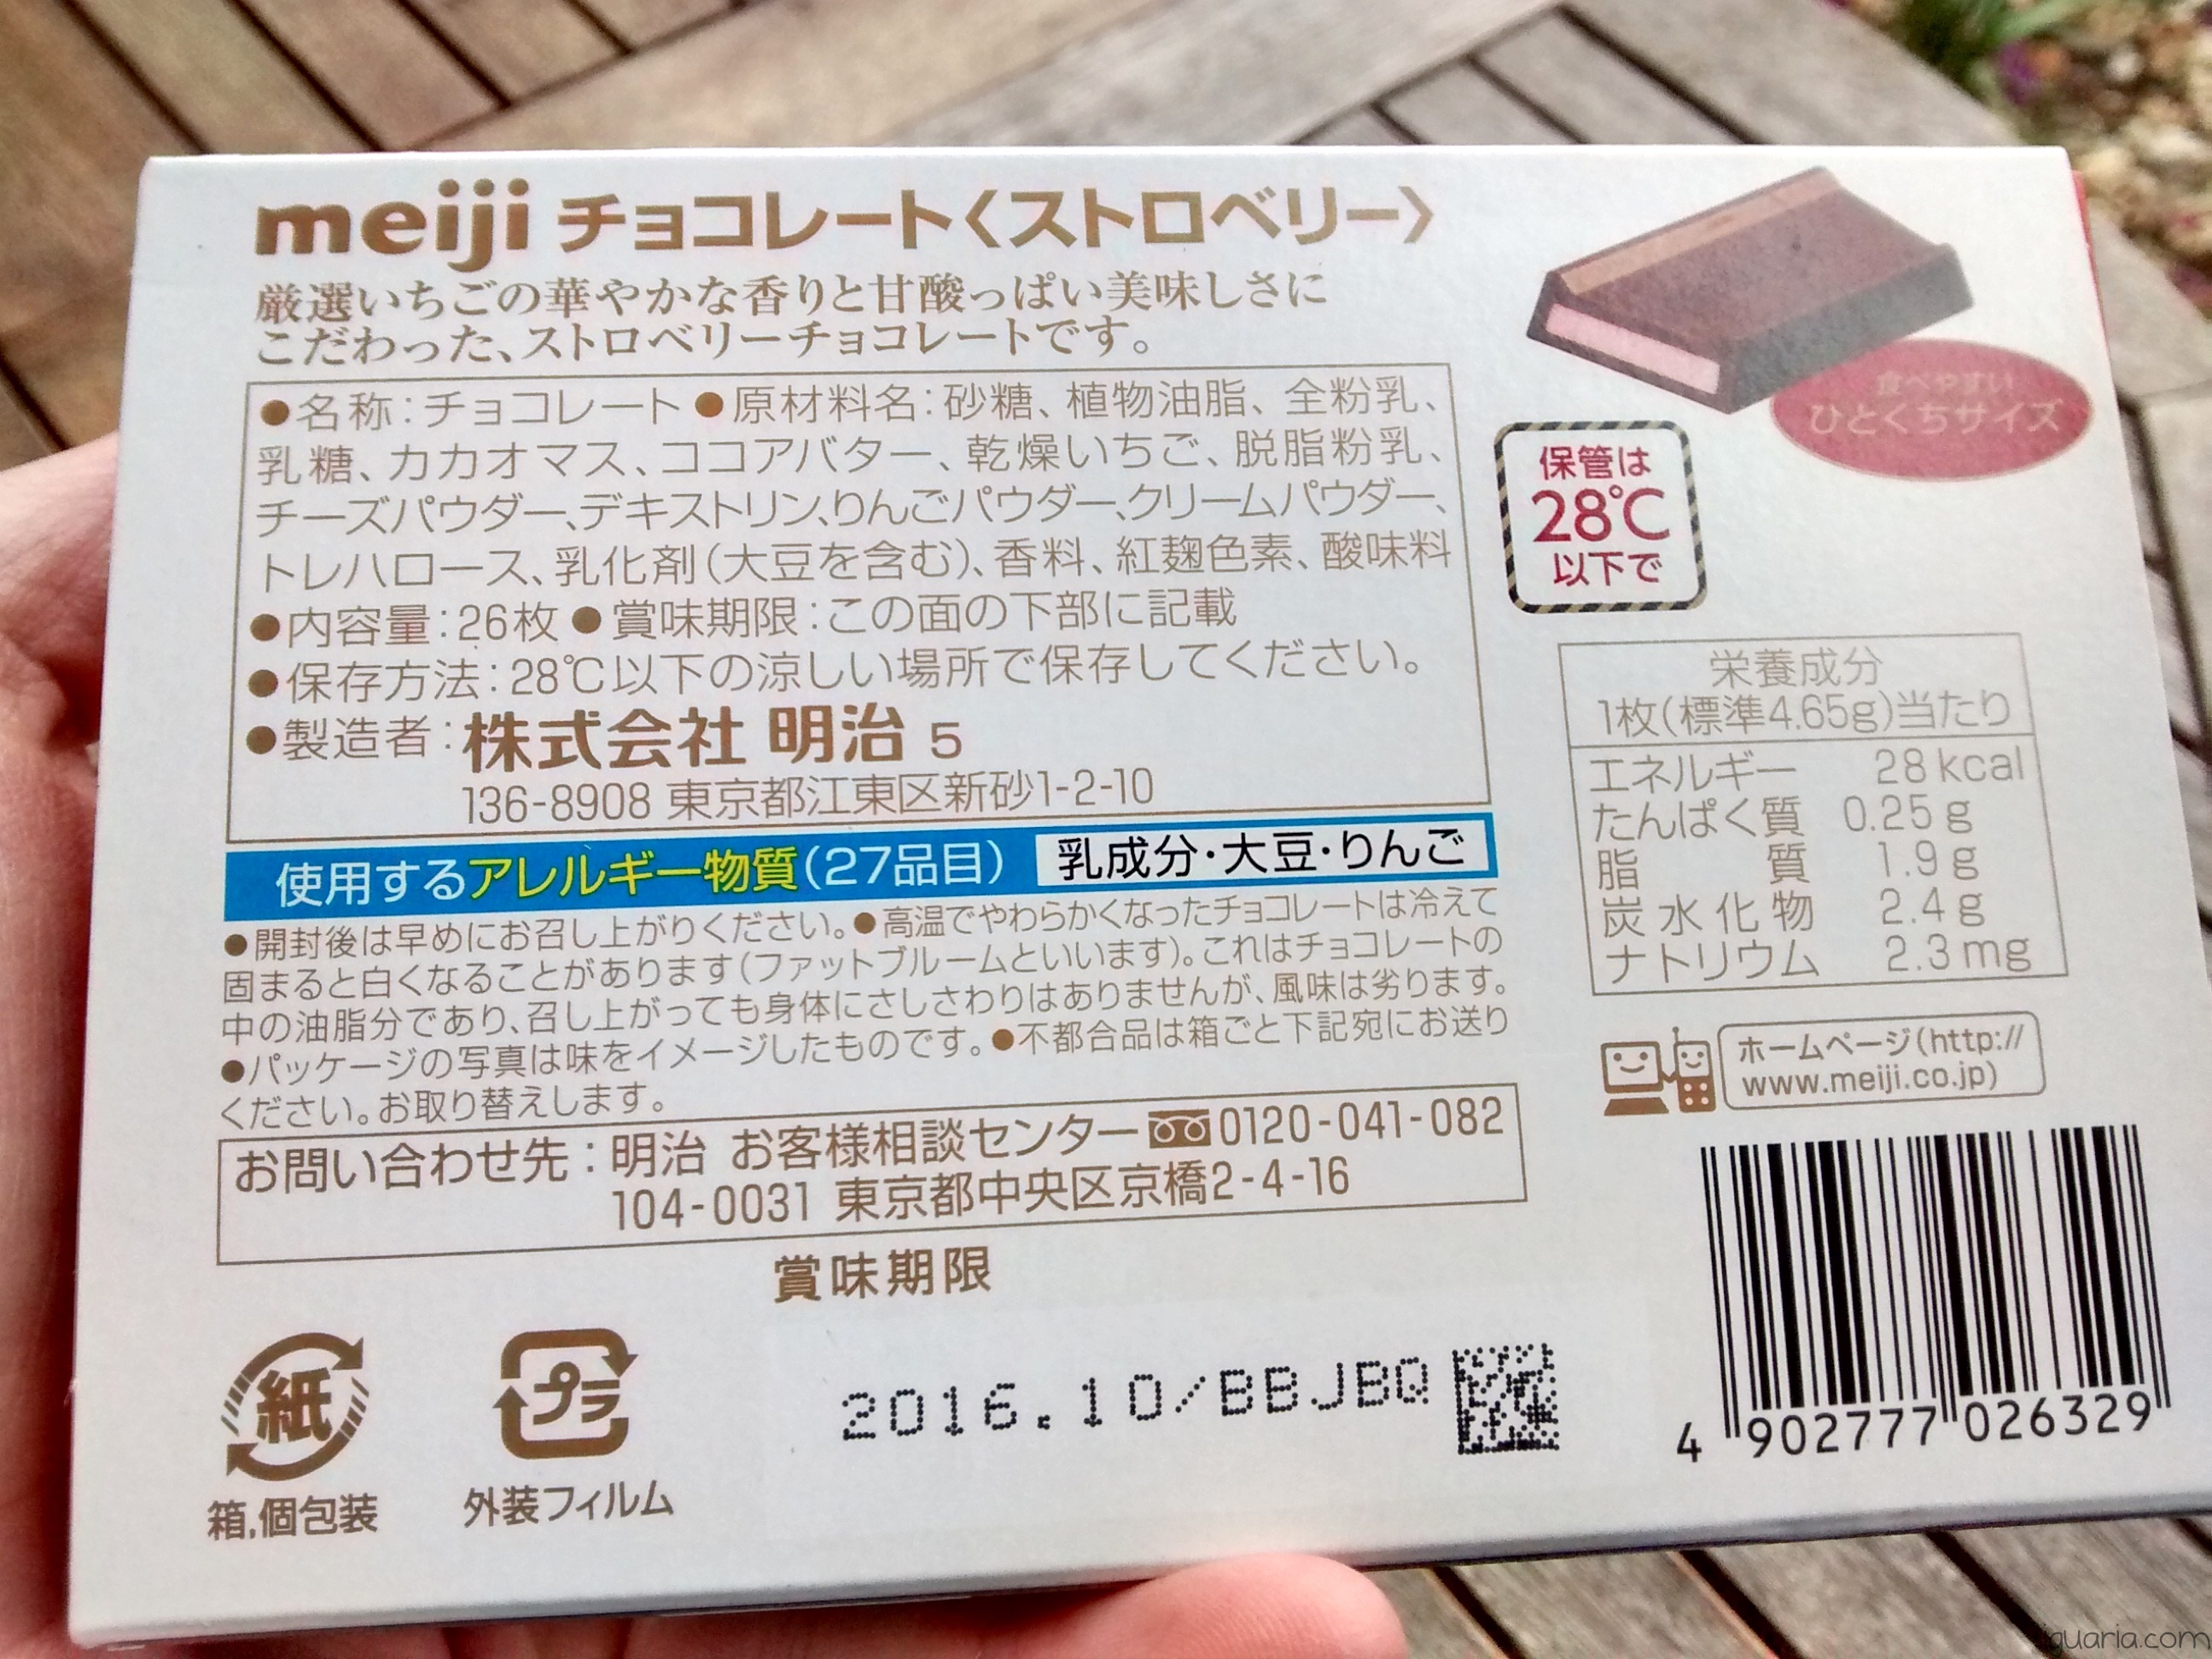 meiji チョコレート〈ストロベリー〉
厳選いちごの華やかな香りと甘酸っぱい美味しさに
こだわった、ストロベリーチョコレートです。
●名称：チョコレート ●原材料名：砂糖、植物油脂、全粉乳、
乳糖、カカオマス、ココアバター、乾燥いちご、脱脂粉乳、
チーズパウダー、デキストリン、りんごパウダー、クリームパウダー、
トレハロース、乳化剤（大豆を含む）、香料、紅麹色素、酸味料
●内容量：26枚 ●賞味期限：この面の下部に記載
●保存方法：28℃以下の涼しい場所で保存してください。
●製造者：株式会社 明治 5
136-8908 東京都江東区新砂1-2-10
使用するアレルギー物質（27品目） 乳成分・大豆・りんご
●開封後は早めにお召し上がりください。●高温でやわらかくなったチョコレートは冷えて
固まると白くなることがあります（ファットブルームといいます）。これはチョコレートの
中の油脂分であり、召し上がっても身体にさしさわりはありませんが、風味は劣ります。
●パッケージの写真は味をイメージしたものです。●不都合品は箱ごと下記宛にお送り
ください。お取り替えします。
お問い合わせ先：明治 お客様相談センター 0120-041-082
104-0031 東京都中央区京橋2-4-16
賞味期限
2016.10/BBJBQ
紙
箱,個包装
プラ
外装フィルム
食べやすい
ひとくちサイズ
保管は
28℃
以下で
栄養成分
1枚(標準4.65g)当たり
エネルギー 28 kcal
たんぱく質 0.25 g
脂質 1.9 g
炭水化物 2.4 g
ナトリウム 2.3 mg
ホームページ(http://
www.meiji.co.jp)
4 902777 026329
iguaria.com